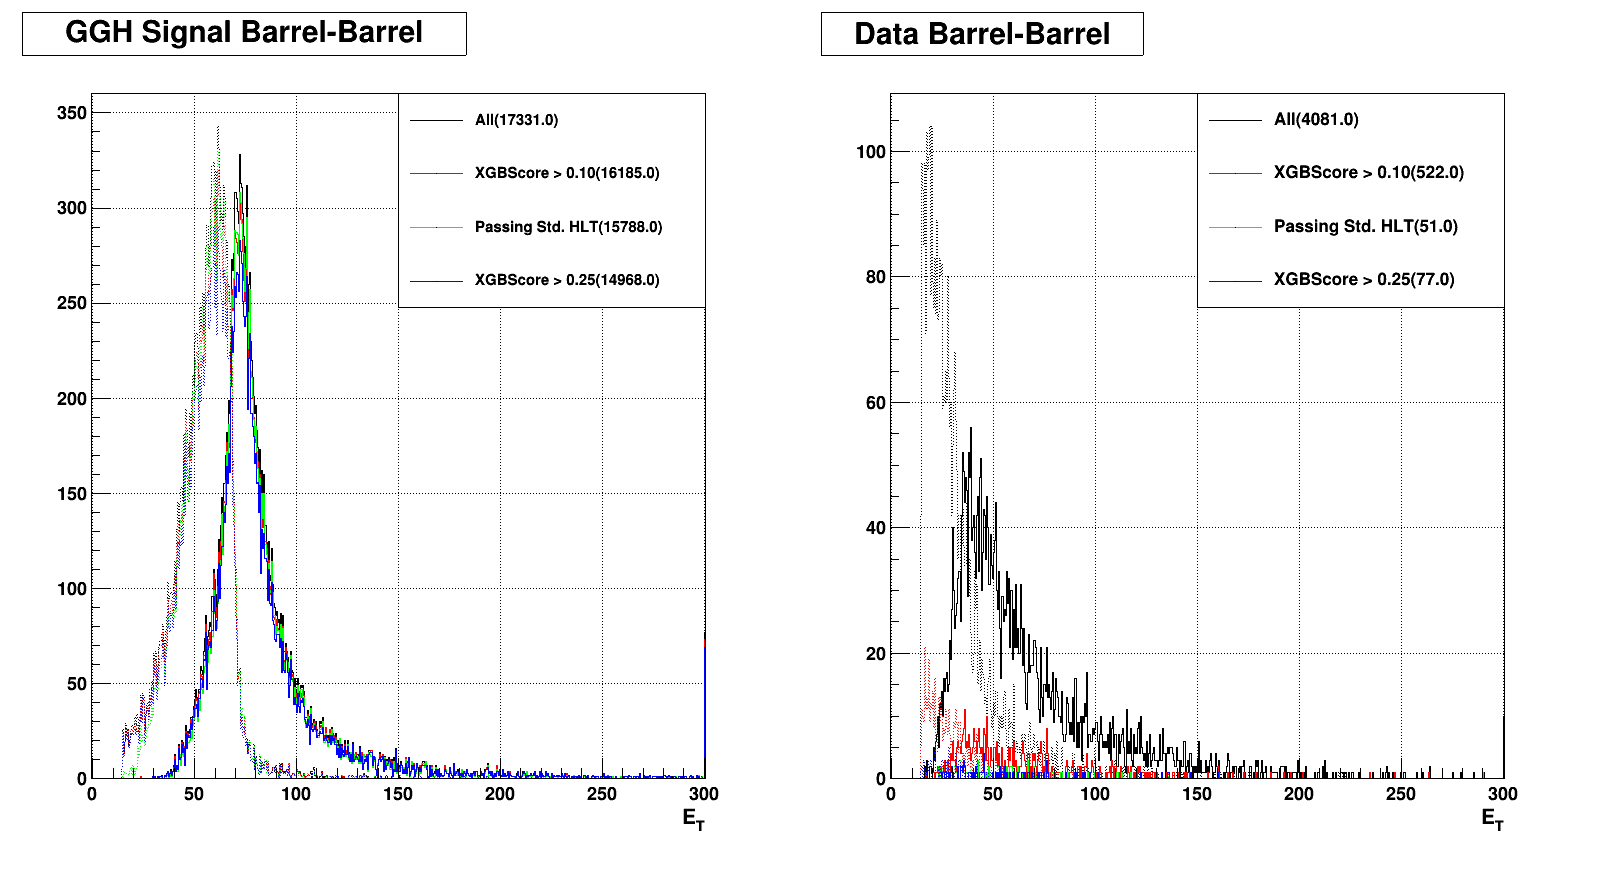 GGH Signal Barrel-Barrel
350
300
250
200
150
100
50
0
0 50 100 150 200 250 300
E_T
All(17331.0)
XGBScore > 0.10(16185.0)
Passing Std. HLT(15788.0)
XGBScore > 0.25(14968.0)
Data Barrel-Barrel
100
80
60
40
20
0
0 50 100 150 200 250 300
E_T
All(4081.0)
XGBScore > 0.10(522.0)
Passing Std. HLT(51.0)
XGBScore > 0.25(77.0)